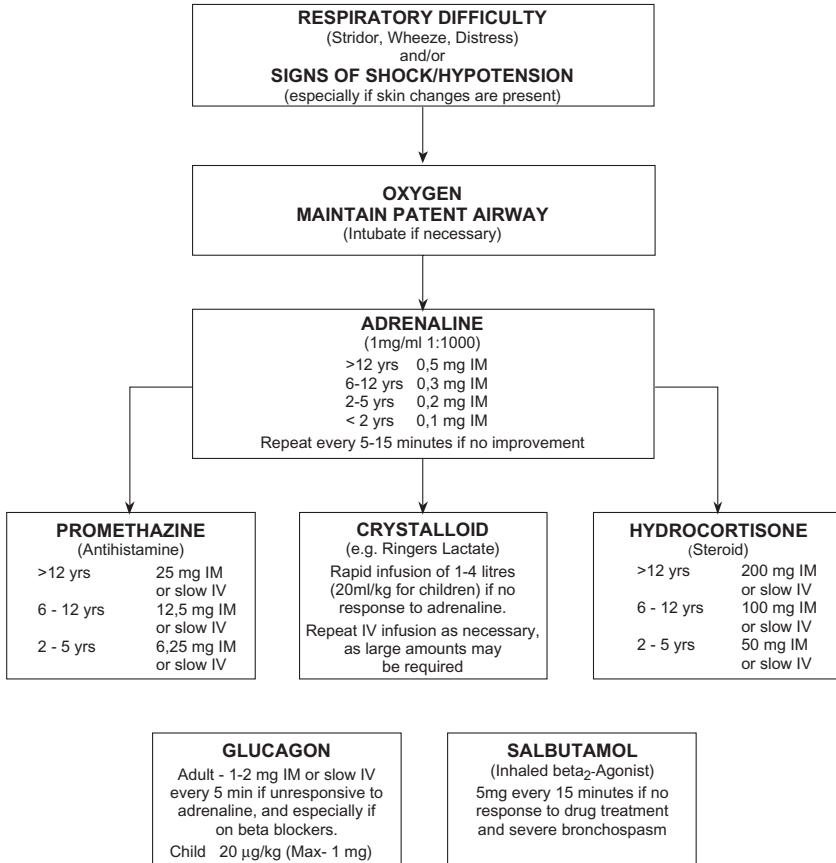 RESPIRATORY DIFFICULTY
(Stridor, Wheeze, Distress)
and/or
SIGNS OF SHOCK/HYPOTENSION
(especially if skin changes are present)
OXYGEN
MAINTAIN PATENT AIRWAY
(Intubate if necessary)
ADRENALINE
(1mg/ml 1:1000)
>12 yrs 0,5 mg IM
6-12 yrs 0,3 mg IM
2-5 yrs 0,2 mg IM
< 2 yrs 0,1 mg IM
Repeat every 5-15 minutes if no improvement
PROMETHAZINE
(Antihistamine)
>12 yrs 25 mg IM
or slow IV
6 - 12 yrs 12,5 mg IM
or slow IV
2 - 5 yrs 6,25 mg IM
or slow IV
CRYSTALLOID
(e.g. Ringers Lactate)
Rapid infusion of 1-4 litres
(20ml/kg for children) if no
response to adrenaline.
Repeat IV infusion as necessary,
as large amounts may
be required
HYDROCORTISONE
(Steroid)
>12 yrs 200 mg IM
or slow IV
6 - 12 yrs 100 mg IM
or slow IV
2 - 5 yrs 50 mg IM
or slow IV
GLUCAGON
Adult - 1-2 mg IM or slow IV
every 5 min if unresponsive to
adrenaline, and especially if
on beta blockers.
Child 20 µg/kg (Max- 1 mg)
SALBUTAMOL
(Inhaled beta₂-Agonist)
5mg every 15 minutes if no
response to drug treatment
and severe bronchospasm